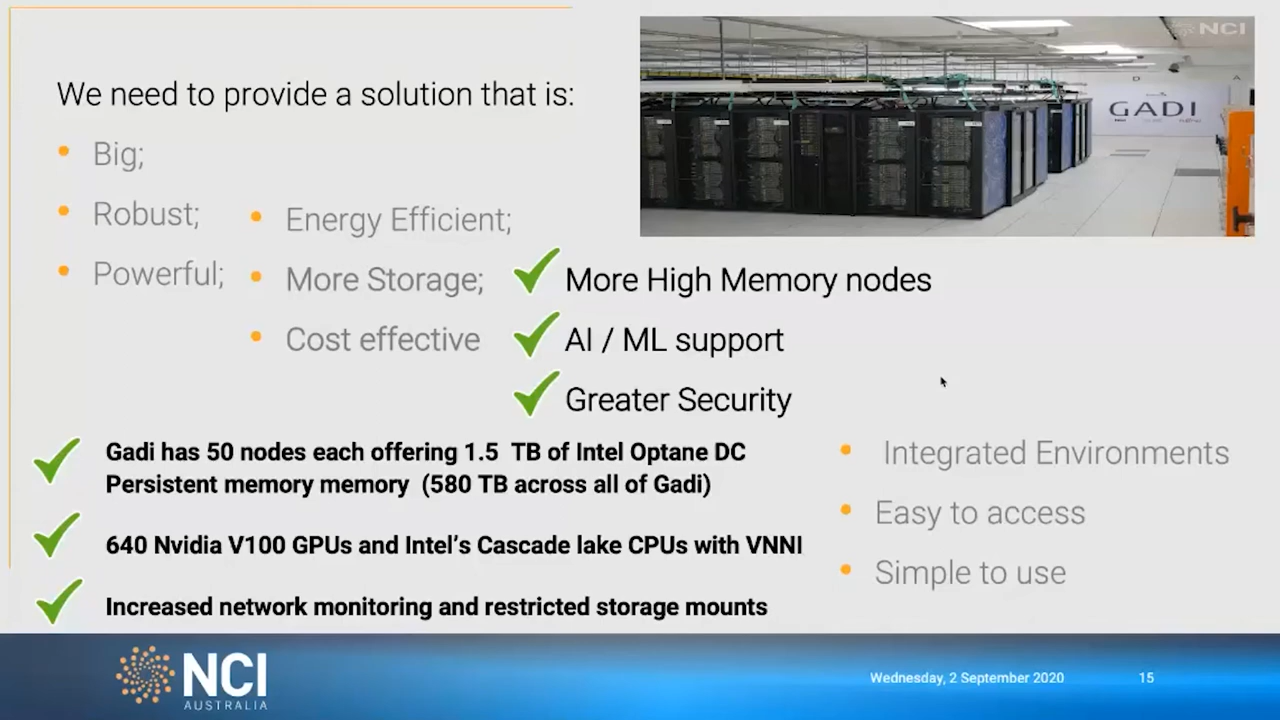 NCI
GADI
We need to provide a solution that is:
Big;
Robust;
Powerful;
Energy Efficient;
More Storage;
Cost effective
More High Memory nodes
AI / ML support
Greater Security
Gadi has 50 nodes each offering 1.5 TB of Intel Optane DC
Persistent memory memory (580 TB across all of Gadi)
640 Nvidia V100 GPUs and Intel's Cascade lake CPUs with VNNI
Increased network monitoring and restricted storage mounts
Integrated Environments
Easy to access
Simple to use
NCI
AUSTRALIA
Wednesday, 2 September 2020
15